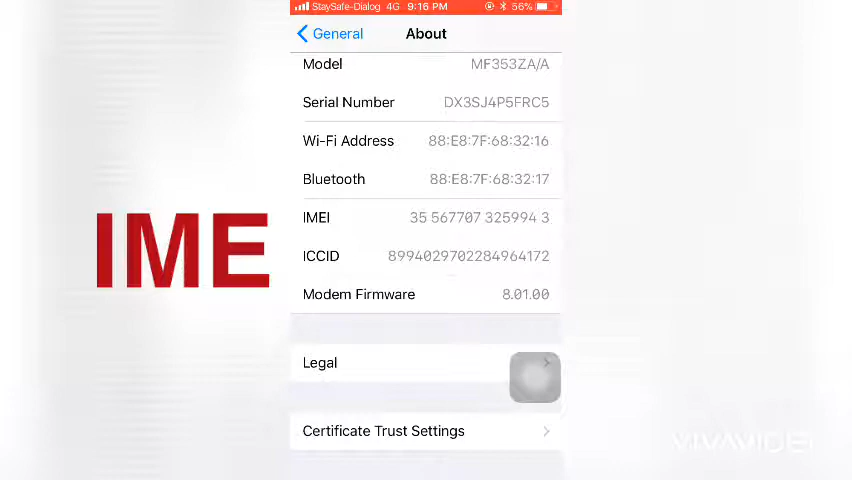 StaySafe-Dialog 4G 9:16 PM 56%
General About
Model MF353ZA/A
Serial Number DX3SJ4P5FRC5
Wi-Fi Address 88:E8:7F:68:32:16
Bluetooth 88:E8:7F:68:32:17
IMEI 35 567707 325994 3
IME
ICCID 8994029702284964172
Modem Firmware 8.01.00
Legal
Certificate Trust Settings
VIVAVIDEO